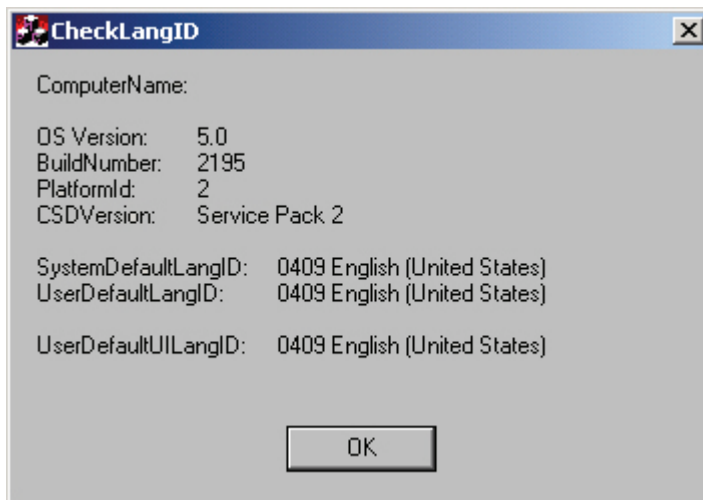 CheckLangID
ComputerName:
OS Version: 5.0
BuildNumber: 2195
PlatformId: 2
CSDVersion: Service Pack 2
SystemDefaultLangID: 0409 English (United States)
UserDefaultLangID: 0409 English (United States)
UserDefaultUILangID: 0409 English (United States)
OK